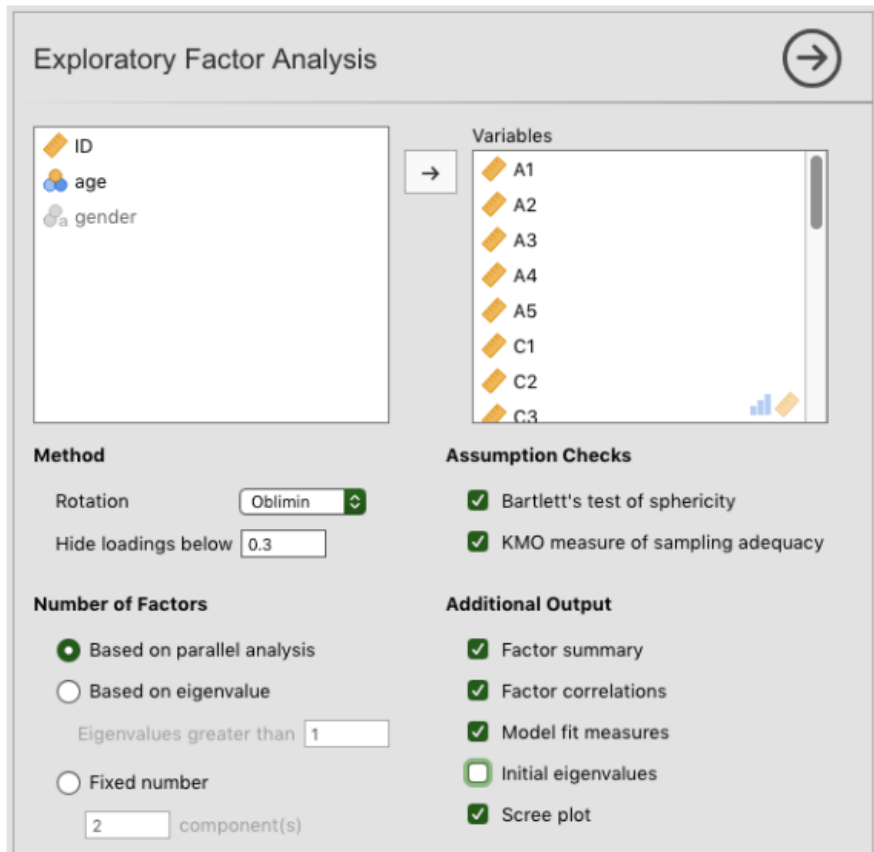 Exploratory Factor Analysis
ID
age
gender
Variables
A1
A2
A3
A4
A5
C1
C2
C3
Method
Rotation Oblimin
Hide loadings below 0.3
Number of Factors
Based on parallel analysis
Based on eigenvalue
Eigenvalues greater than 1
Fixed number
2 component(s)
Assumption Checks
Bartlett's test of sphericity
KMO measure of sampling adequacy
Additional Output
Factor summary
Factor correlations
Model fit measures
Initial eigenvalues
Scree plot